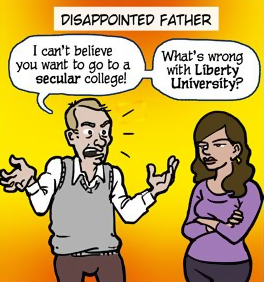 DISAPPOINTED FATHER
I can't believe
you want to go to a
secular college!
What's wrong
with Liberty
University?